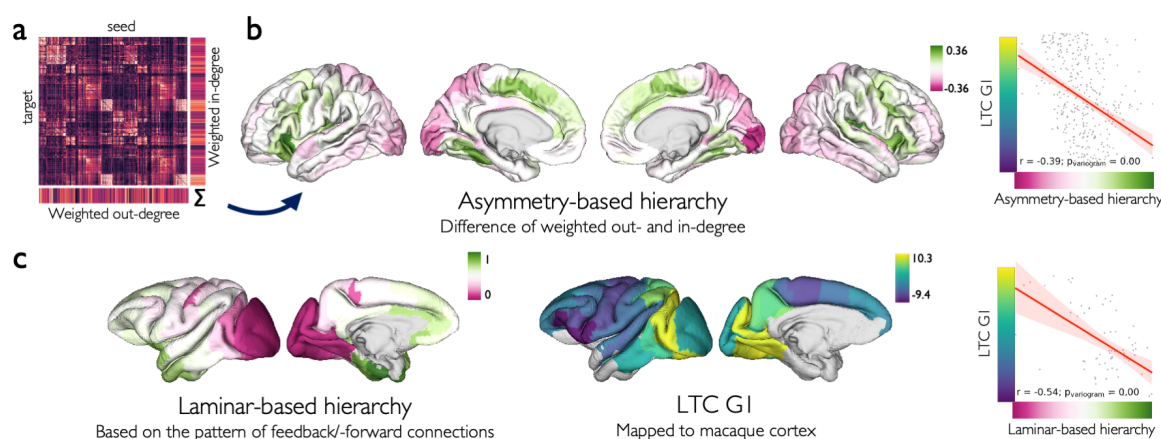 a
seed
target
Weighted in-degree
Weighted out-degree
Σ
b
0.36
-0.36
Asymmetry-based hierarchy
Difference of weighted out- and in-degree
LTC G1
r = -0.39; pvariogram = 0.00
Asymmetry-based hierarchy
c
1
0
Laminar-based hierarchy
Based on the pattern of feedback/-forward connections
10.3
-9.4
LTC G1
Mapped to macaque cortex
LTC G1
r = -0.54; pvariogram = 0.00
Laminar-based hierarchy